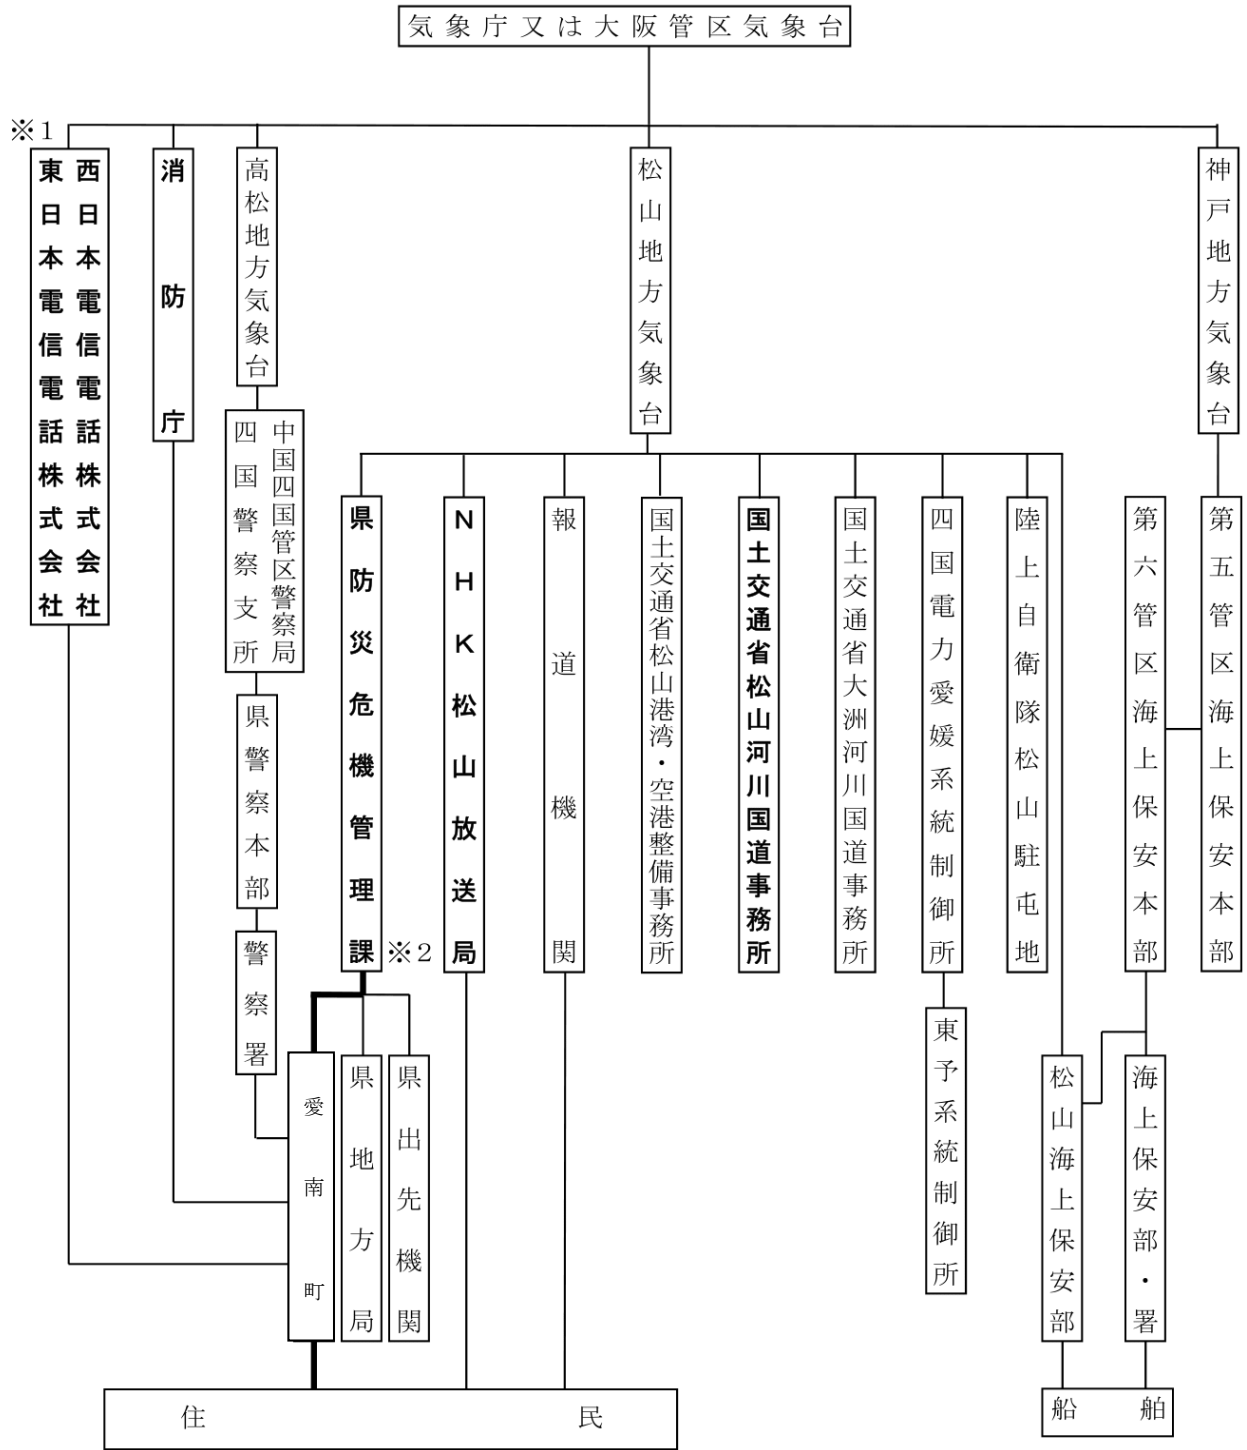 気象庁又は大阪管区気象台
※1
西日本電信電話株式会社
東日本電信電話株式会社
消防庁
高松地方気象台
松山地方気象台
神戸地方気象台
中国四国管区警察局
四国警察支所
県警察本部
警察署
県防災危機管理課
※2
NHK松山放送局
報道機関
国土交通省松山港湾・空港整備事務所
国土交通省松山河川国道事務所
国土交通省大洲河川国道事務所
四国電力愛媛系統制御所
陸上自衛隊松山駐屯地
第六管区海上保安本部
第五管区海上保安本部
愛南町
県地方局
県出先機関
東予系統制御所
松山海上保安部
海上保安部・署
住民
船舶